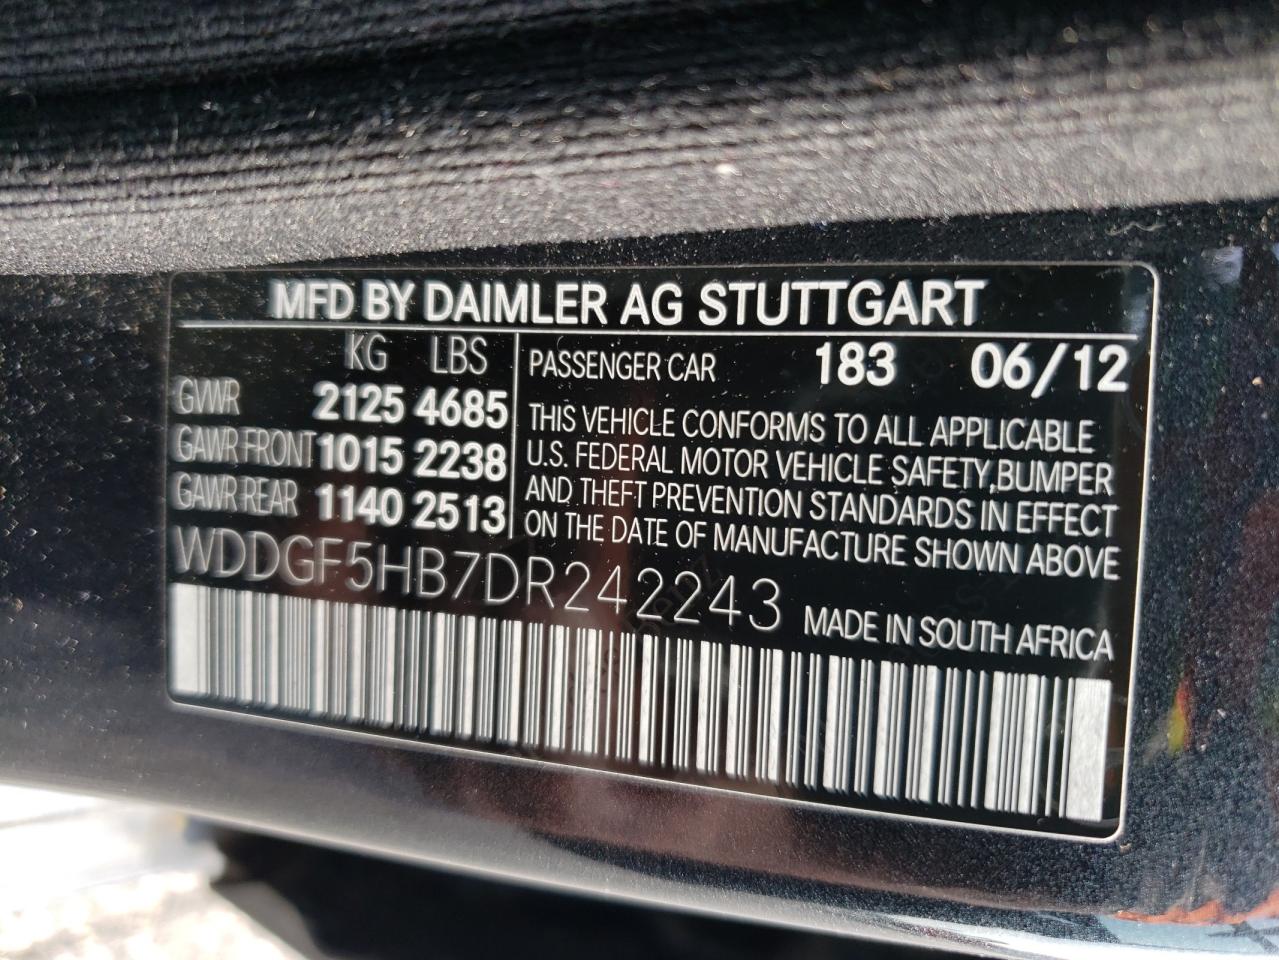 MFD BY DAIMLER AG STUTTGART
KG LBS
GVWR 2125 4685
GAWR FRONT 1015 2238
GAWR REAR 1140 2513
PASSENGER CAR 183 06/12
THIS VEHICLE CONFORMS TO ALL APPLICABLE
U.S. FEDERAL MOTOR VEHICLE SAFETY, BUMPER
AND THEFT PREVENTION STANDARDS IN EFFECT
ON THE DATE OF MANUFACTURE SHOWN ABOVE
WDDGF5HB7DR242243
MADE IN SOUTH AFRICA